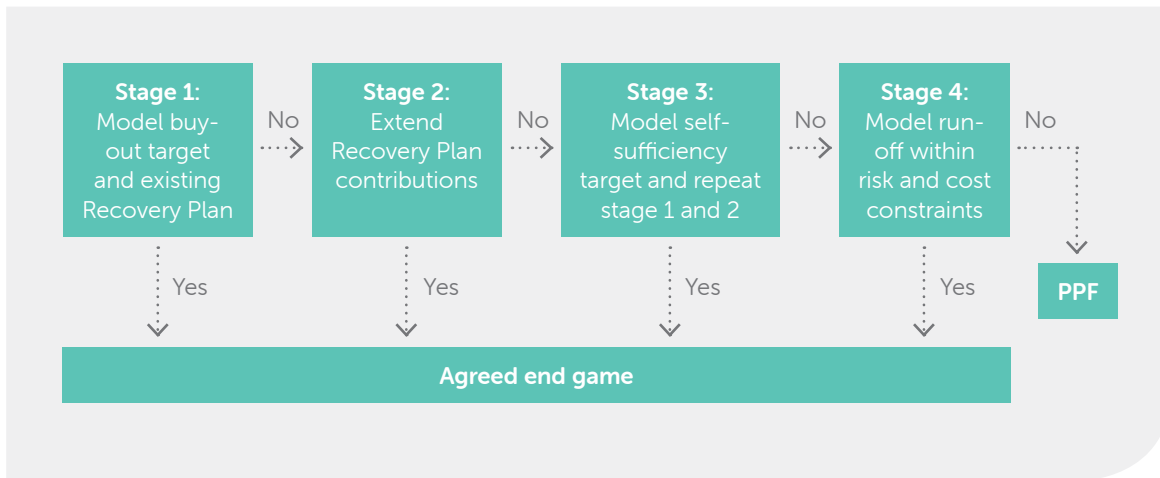 Stage 1:
Model buy-
out target
and existing
Recovery Plan
No
Stage 2:
Extend
Recovery Plan
contributions
No
Stage 3:
Model self-
sufficiency
target and repeat
stage 1 and 2
No
Stage 4:
Model run-
off within
risk and cost
constraints
No
Yes
Yes
Yes
Yes
PPF
Agreed end game